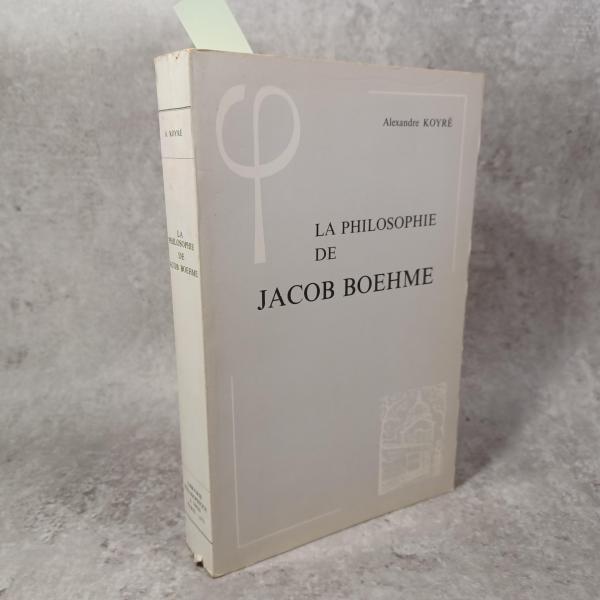 φ
Alexandre KOYRÉ
LA PHILOSOPHIE
DE
JACOB BOEHME
A. KOYRÉ
LA
PHILOSOPHIE
DE
JACOB BOEHME